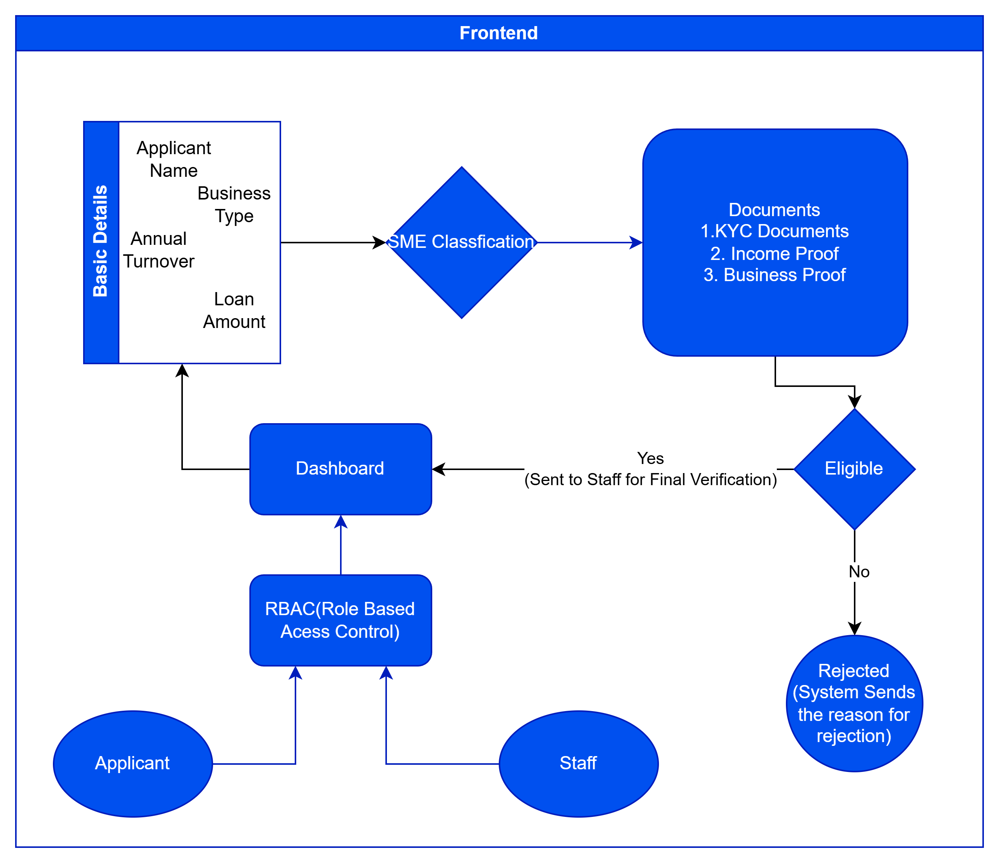 Frontend
Basic Details
Applicant
Name
Business
Type
Annual
Turnover
Loan
Amount
SME Classfication
Documents
1.KYC Documents
2. Income Proof
3. Business Proof
Dashboard
Yes
(Sent to Staff for Final Verification)
Eligible
No
RBAC(Role Based
Acess Control)
Rejected
(System Sends
the reason for
rejection)
Applicant
Staff